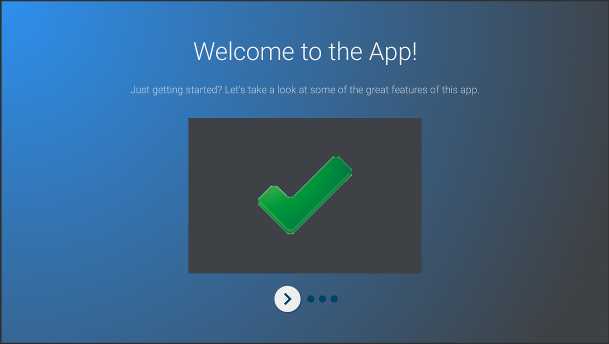 Welcome to the App!
Just getting started? Let's take a look at some of the great features of this app.